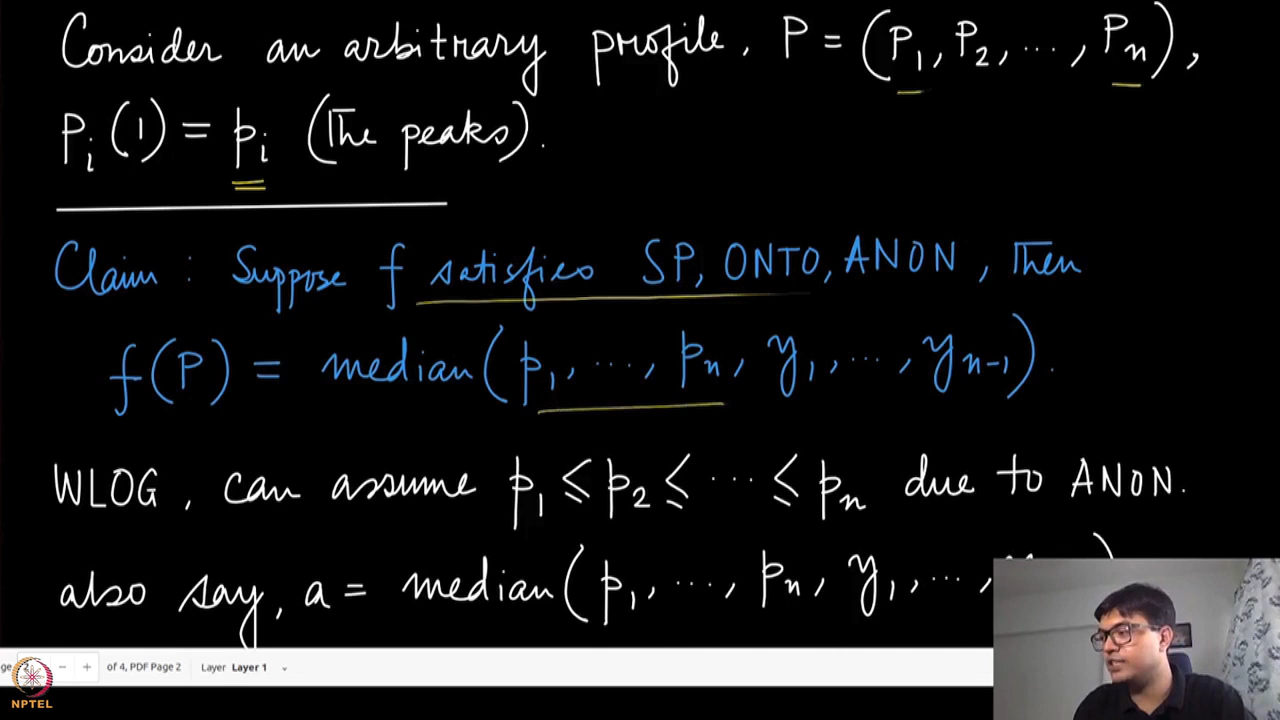 Consider an arbitrary profile, P = (P₁, P₂, ..., Pₙ),
Pᵢ(1) = pᵢ (The peaks).
Claim : Suppose f satisfies SP, ONTO, ANON, Then
f(P) = median(p₁, ..., pₙ, y₁, ..., yₙ₋₁).
WLOG, can assume p₁ ≤ p₂ ≤ ... ≤ pₙ due to ANON.
also say, a = median(p₁, ..., pₙ, y₁, ...,
of 4, PDF Page 2 Layer Layer 1
NPTEL